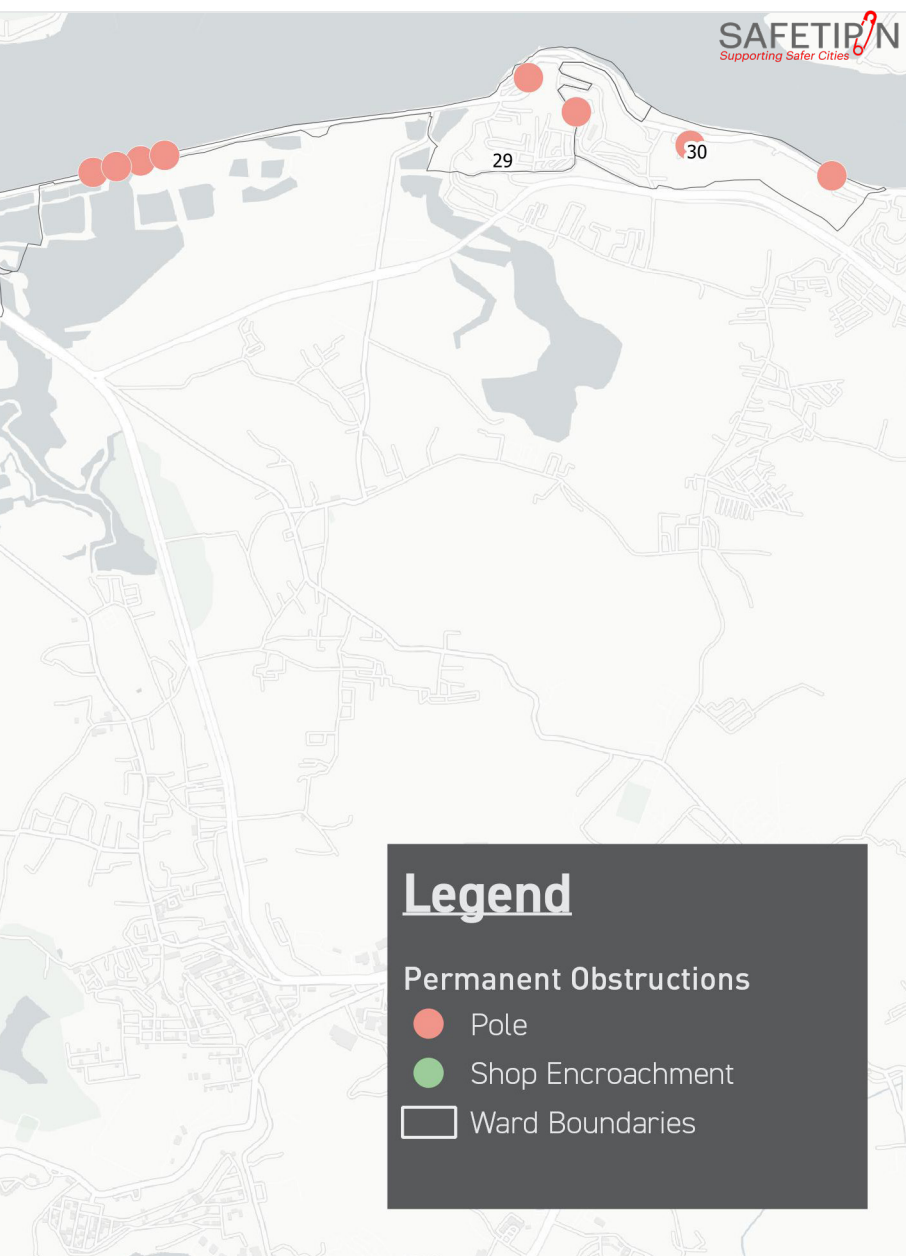 SAFETIPIN
Supporting Safer Cities
29
30
Legend
Permanent Obstructions
Pole
Shop Encroachment
Ward Boundaries